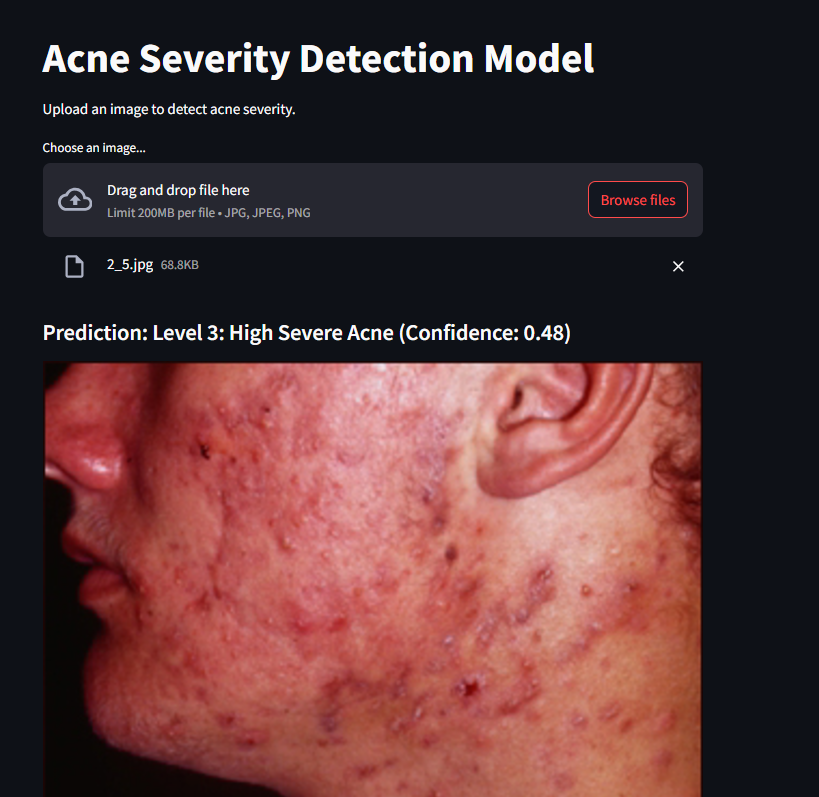 Acne Severity Detection Model
Upload an image to detect acne severity.
Choose an image...
Drag and drop file here
Limit 200MB per file • JPG, JPEG, PNG
Browse files
2_5.jpg 68.8KB
Prediction: Level 3: High Severe Acne (Confidence: 0.48)